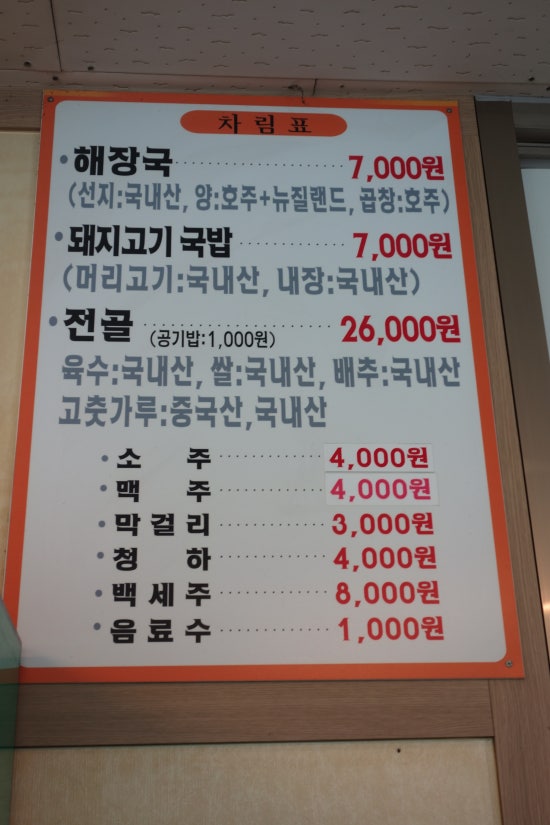 차림표
• 해장국 ························ 7,000원
(선지:국내산, 양:호주+뉴질랜드, 곱창:호주)
• 돼지고기 국밥 ··············· 7,000원
(머리고기:국내산, 내장:국내산)
• 전골 (공기밥:1,000원) ··············· 26,000원
육수:국내산, 쌀:국내산, 배추:국내산
고춧가루:중국산,국내산
• 소 주 ··············· 4,000원
• 맥 주 ··············· 4,000원
• 막걸리 ··············· 3,000원
• 청 하 ··············· 4,000원
• 백세주 ··············· 8,000원
• 음료수 ··············· 1,000원